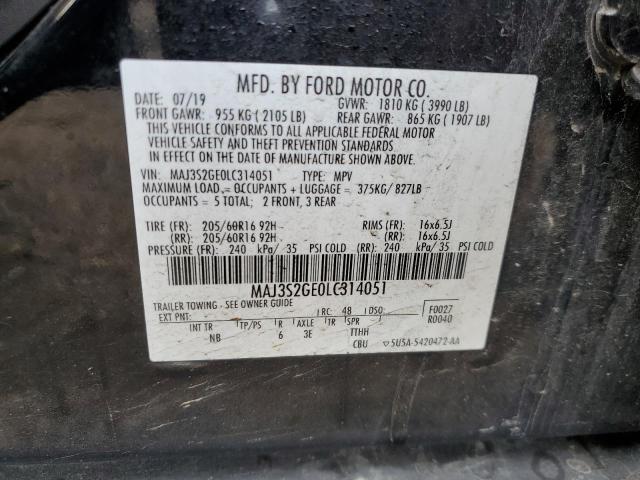 MFD. BY FORD MOTOR CO.
DATE: 07/19 GVWR: 1810 KG ( 3990 LB)
FRONT GAWR: 955 KG ( 2105 LB) REAR GAWR: 865 KG ( 1907 LB)
THIS VEHICLE CONFORMS TO ALL APPLICABLE FEDERAL MOTOR
VEHICLE SAFETY AND THEFT PREVENTION STANDARDS
IN EFFECT ON THE DATE OF MANUFACTURE SHOWN ABOVE.
VIN: MAJ3S2GE0LC314051 TYPE: MPV
MAXIMUM LOAD = OCCUPANTS + LUGGAGE = 375KG/ 827LB
OCCUPANTS = 5 TOTAL; 2 FRONT, 3 REAR
TIRE (FR): 205/60R16 92H RIMS (FR): 16x6.5J
(RR): 205/60R16 92H (RR): 16x6.5J
PRESSURE (FR): 240 kPa/ 35 PSI COLD (RR): 240 kPa/ 35 PSI COLD
MAJ3S2GE0LC314051
TRAILER TOWING - SEE OWNER GUIDE
EXT PNT: RC: 48 DSO: F0027
R0040
INT TR TP/PS R AXLE TR SPR
NB 6 3E TTHH
CBU 5U5A-5420472-AA